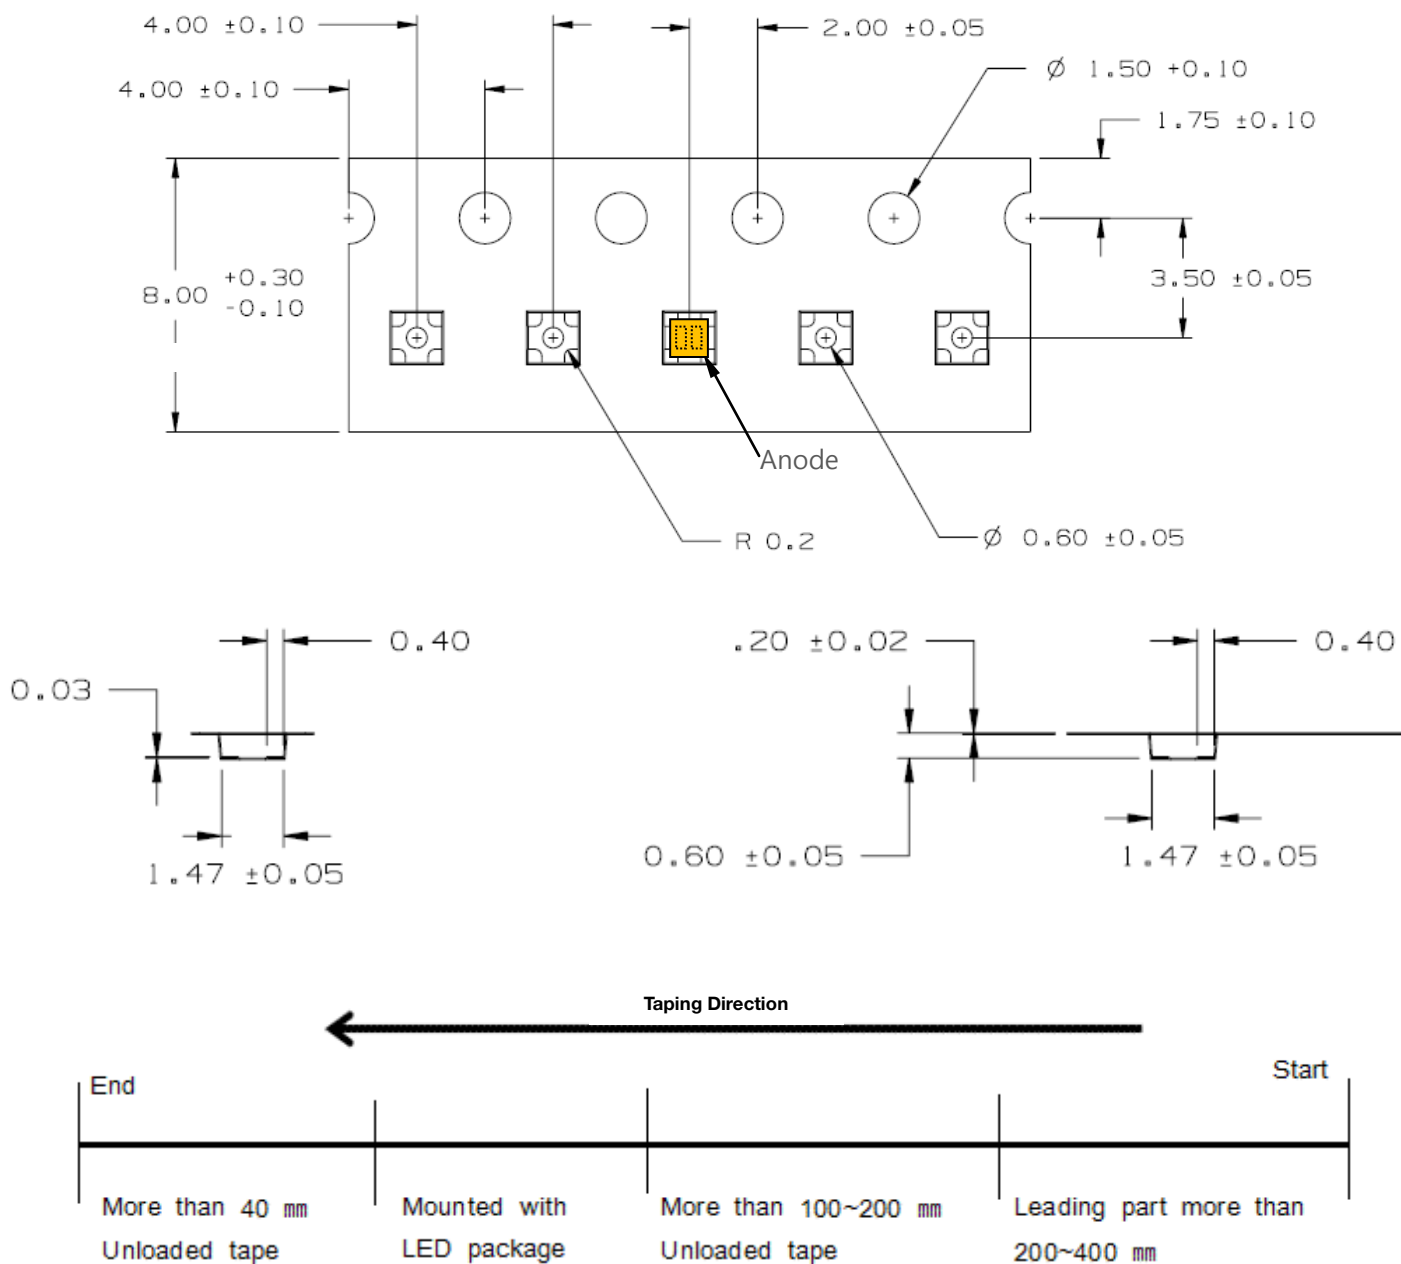 4.00 ±0.10
2.00 ±0.05
Ø 1.50 +0.10
4.00 ±0.10
1.75 ±0.10
8.00 +0.30
-0.10
3.50 ±0.05
Anode
R 0.2
Ø 0.60 ±0.05
0.40
.20 ±0.02
0.40
0.03
0.60 ±0.05
1.47 ±0.05
1.47 ±0.05
Taping Direction
End
Start
More than 40 mm
Unloaded tape
Mounted with
LED package
More than 100~200 mm
Unloaded tape
Leading part more than
200~400 mm